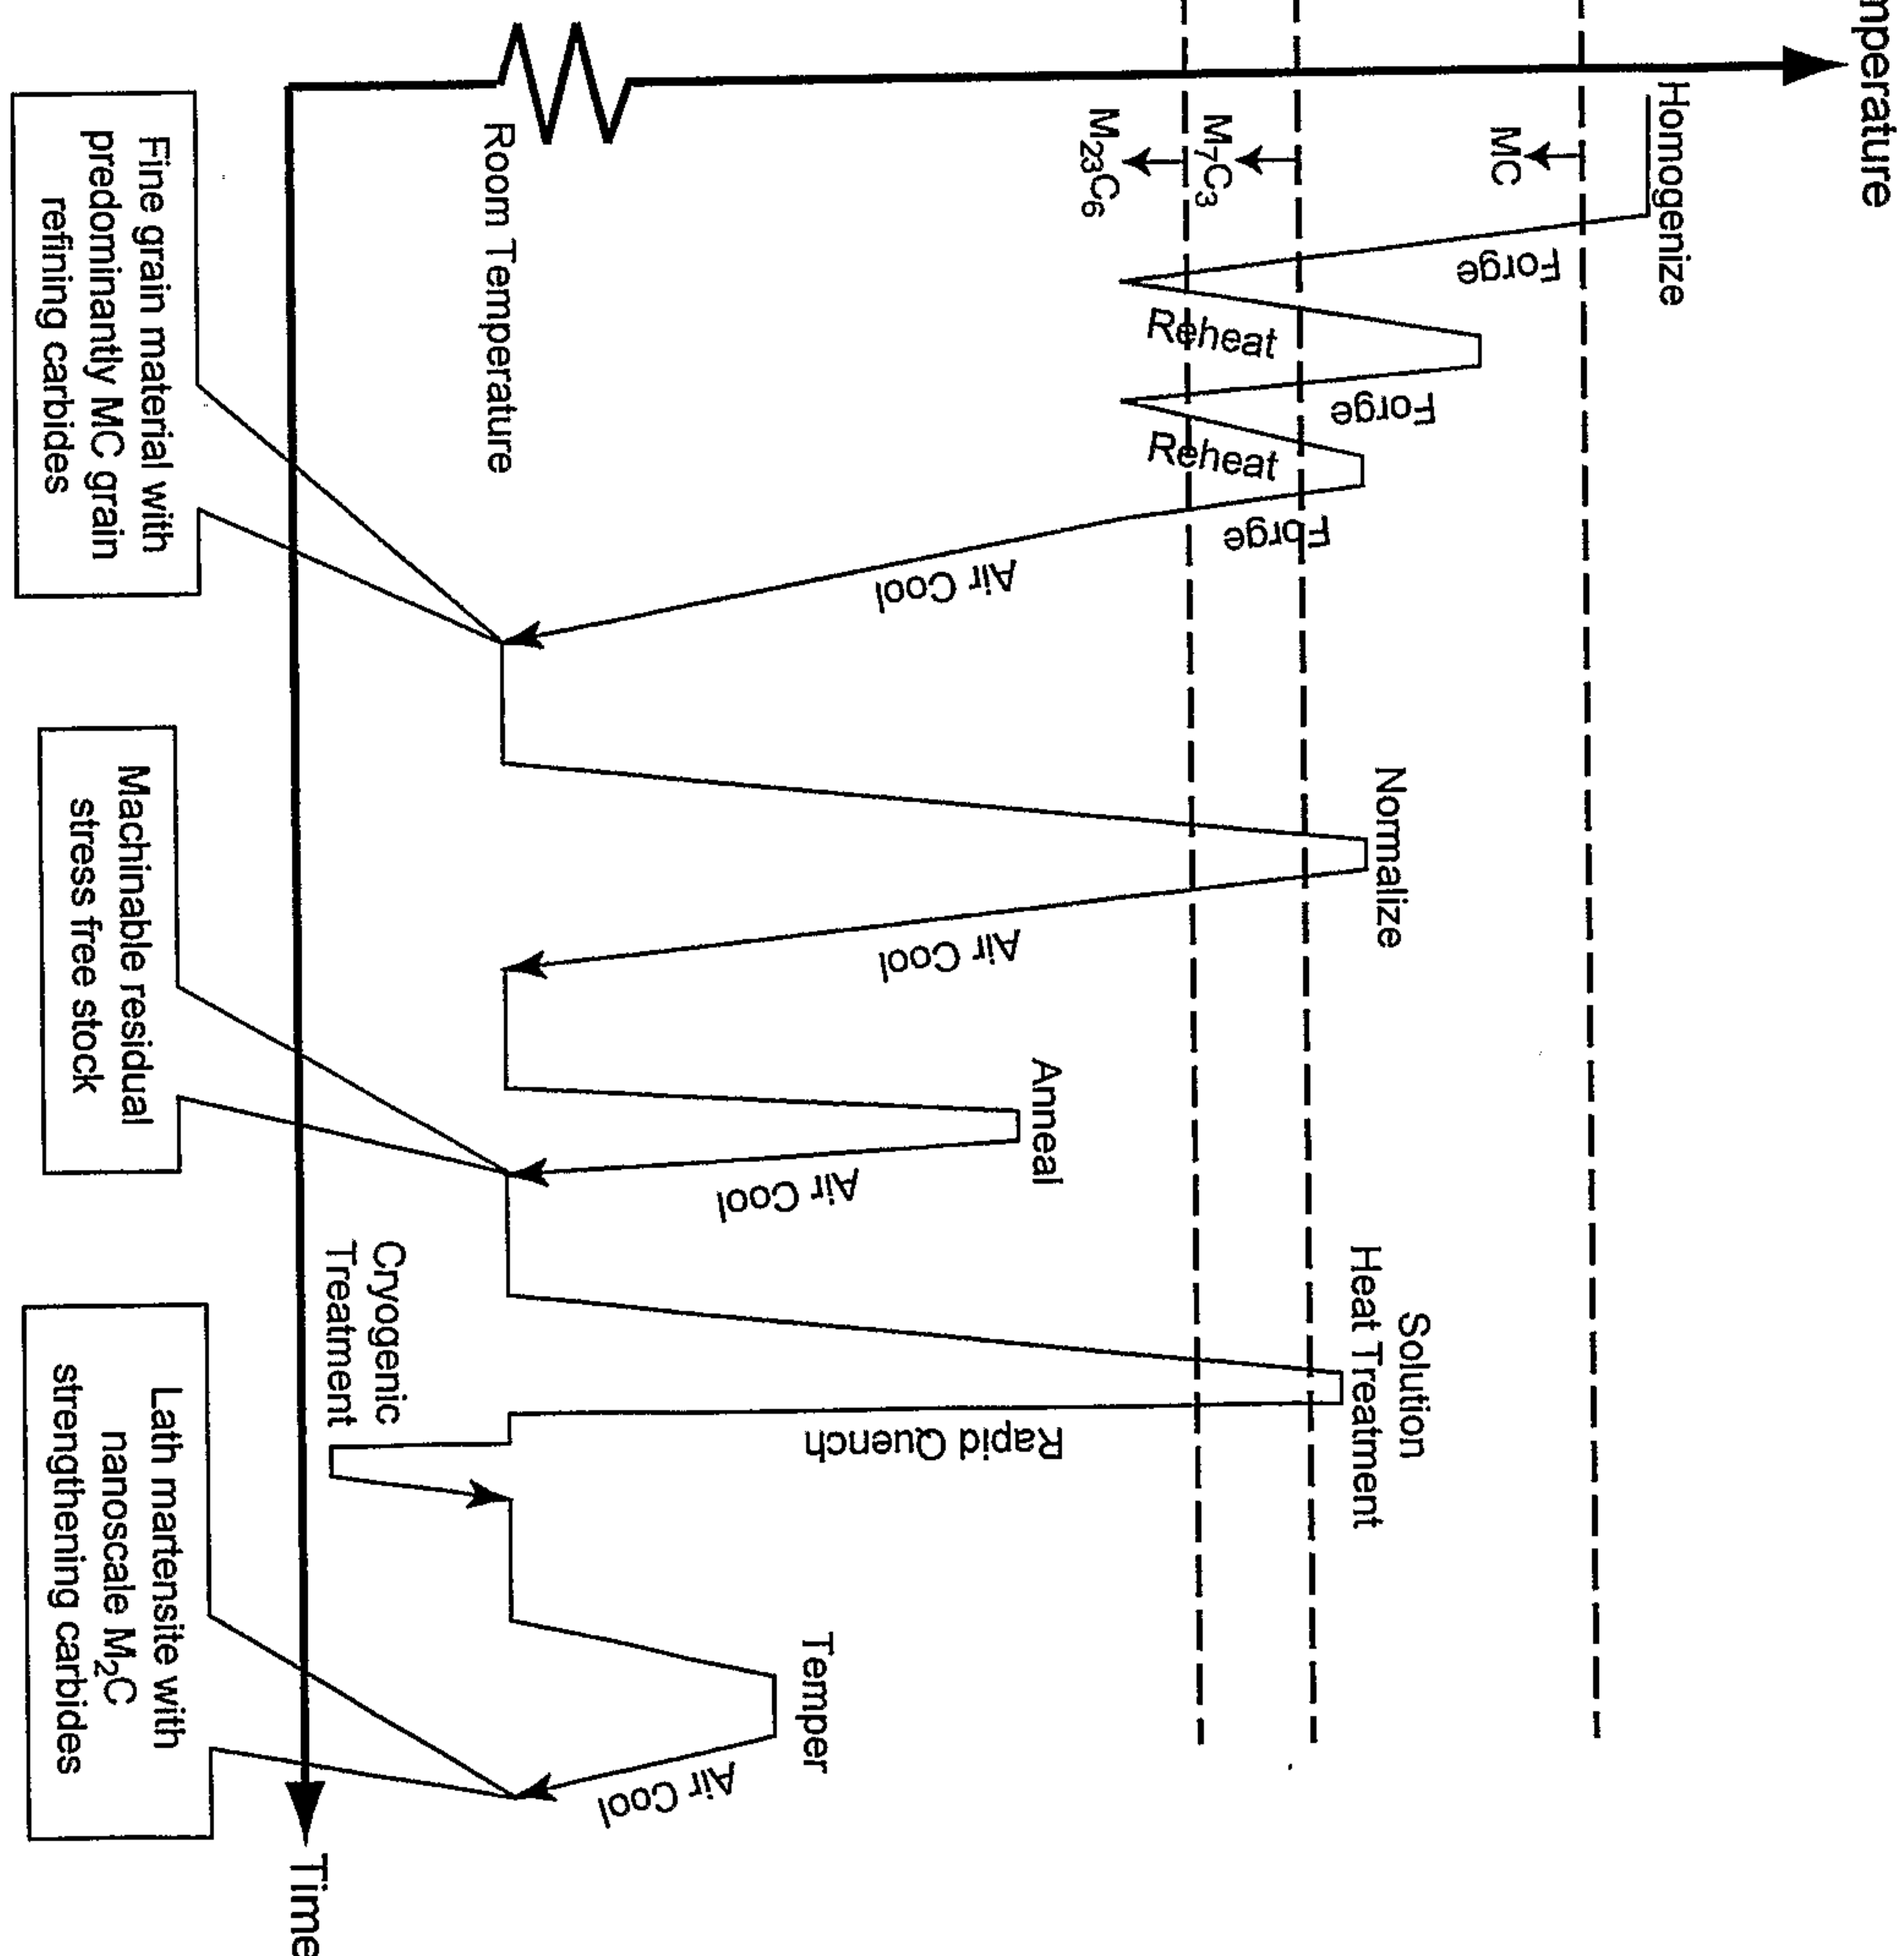 mperature
Homogenize
MC
M₇C₃
M₂₃C₆
Forge
Reheat
Forge
Reheat
Forge
Air Cool
Room Temperature
Normalize
Air Cool
Anneal
Air Cool
Solution
Heat Treatment
Rapid Quench
Cryogenic
Treatment
Temper
Air Cool
Time
Fine grain material with
predominantly MC grain
refining carbides
Machinable residual
stress free stock
Lath martensite with
nanoscale M₂C
strengthening carbides